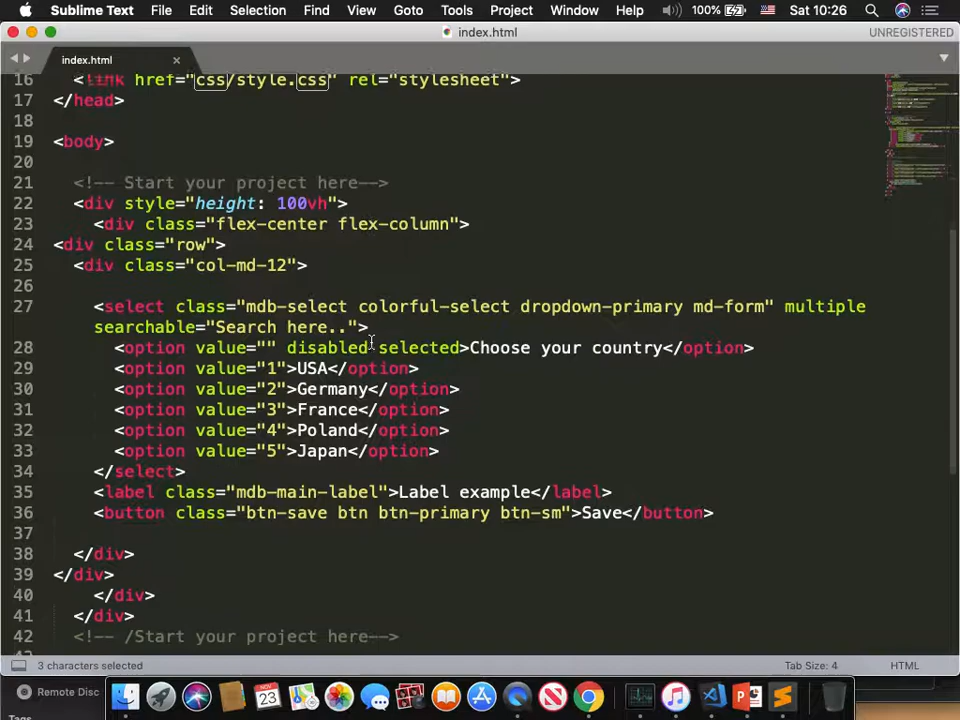 Sublime Text File Edit Selection Find View Goto Tools Project Window Help 100% Sat 10:26
index.html UNREGISTERED
index.html ×
16 <link href="css/style.css" rel="stylesheet">
17 </head>
18
19 <body>
20
21 <!-- Start your project here-->
22 <div style="height: 100vh">
23 <div class="flex-center flex-column">
24 <div class="row">
25 <div class="col-md-12">
26
27 <select class="mdb-select colorful-select dropdown-primary md-form" multiple
searchable="Search here..">
28 <option value="" disabled selected>Choose your country</option>
29 <option value="1">USA</option>
30 <option value="2">Germany</option>
31 <option value="3">France</option>
32 <option value="4">Poland</option>
33 <option value="5">Japan</option>
34 </select>
35 <label class="mdb-main-label">Label example</label>
36 <button class="btn-save btn btn-primary btn-sm">Save</button>
37
38 </div>
39 </div>
40 </div>
41 </div>
42 <!-- /Start your project here-->
3 characters selected Tab Size: 4 HTML
Remote Disc
Tags